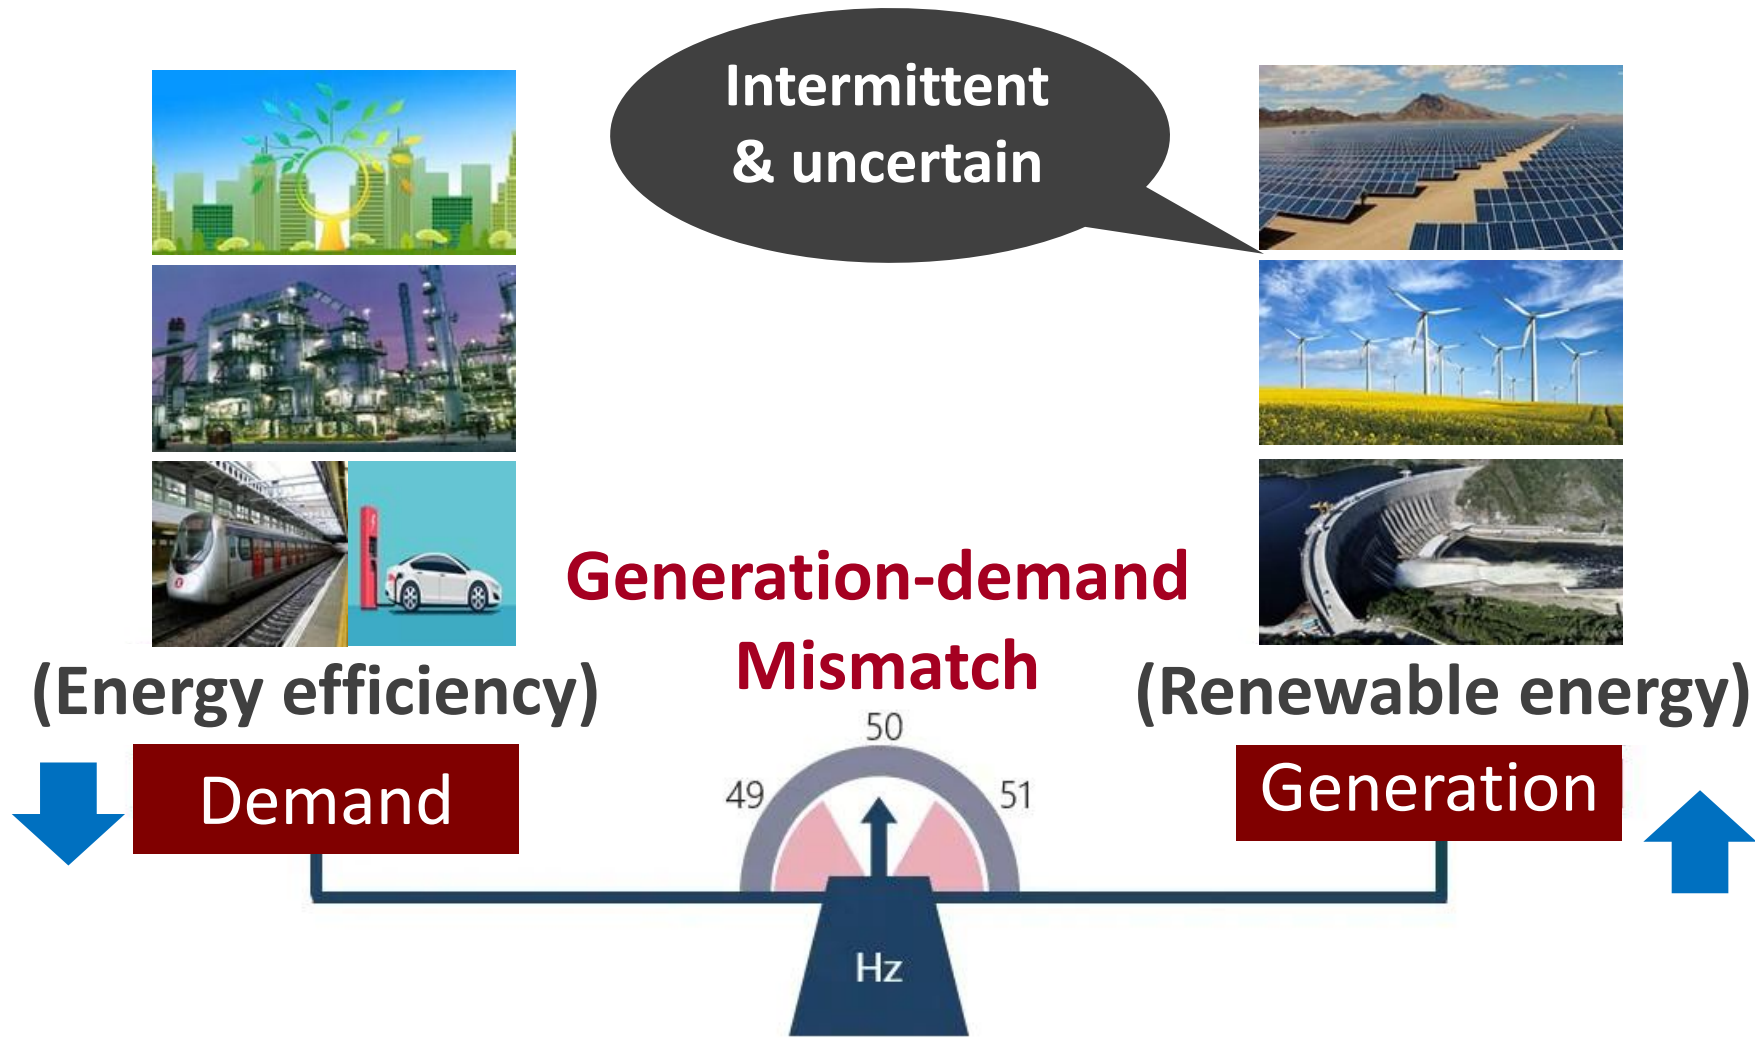 Intermittent
& uncertain
Generation-demand
Mismatch
(Energy efficiency)
(Renewable energy)
Demand
Generation
50
49
51
Hz